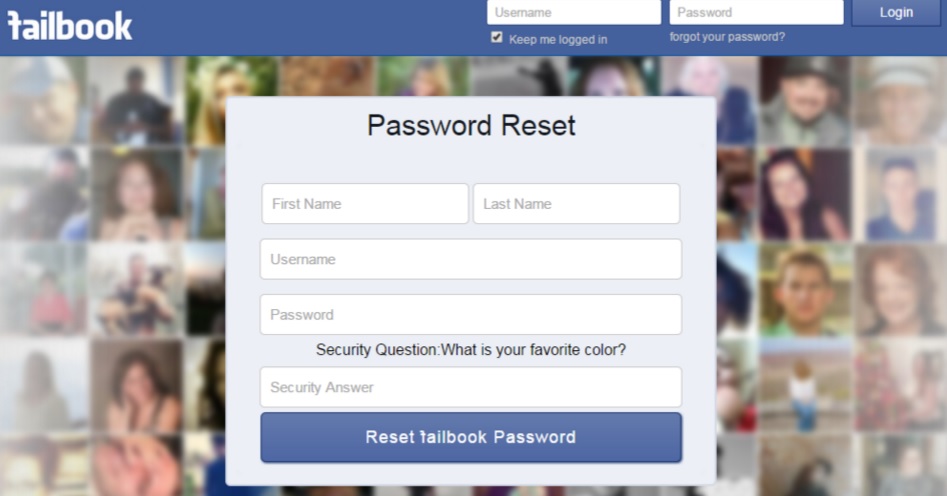 failbook
Username Password Login
Keep me logged in forgot your password?
Password Reset
First Name Last Name
Username
Password
Security Question:What is your favorite color?
Security Answer
Reset failbook Password